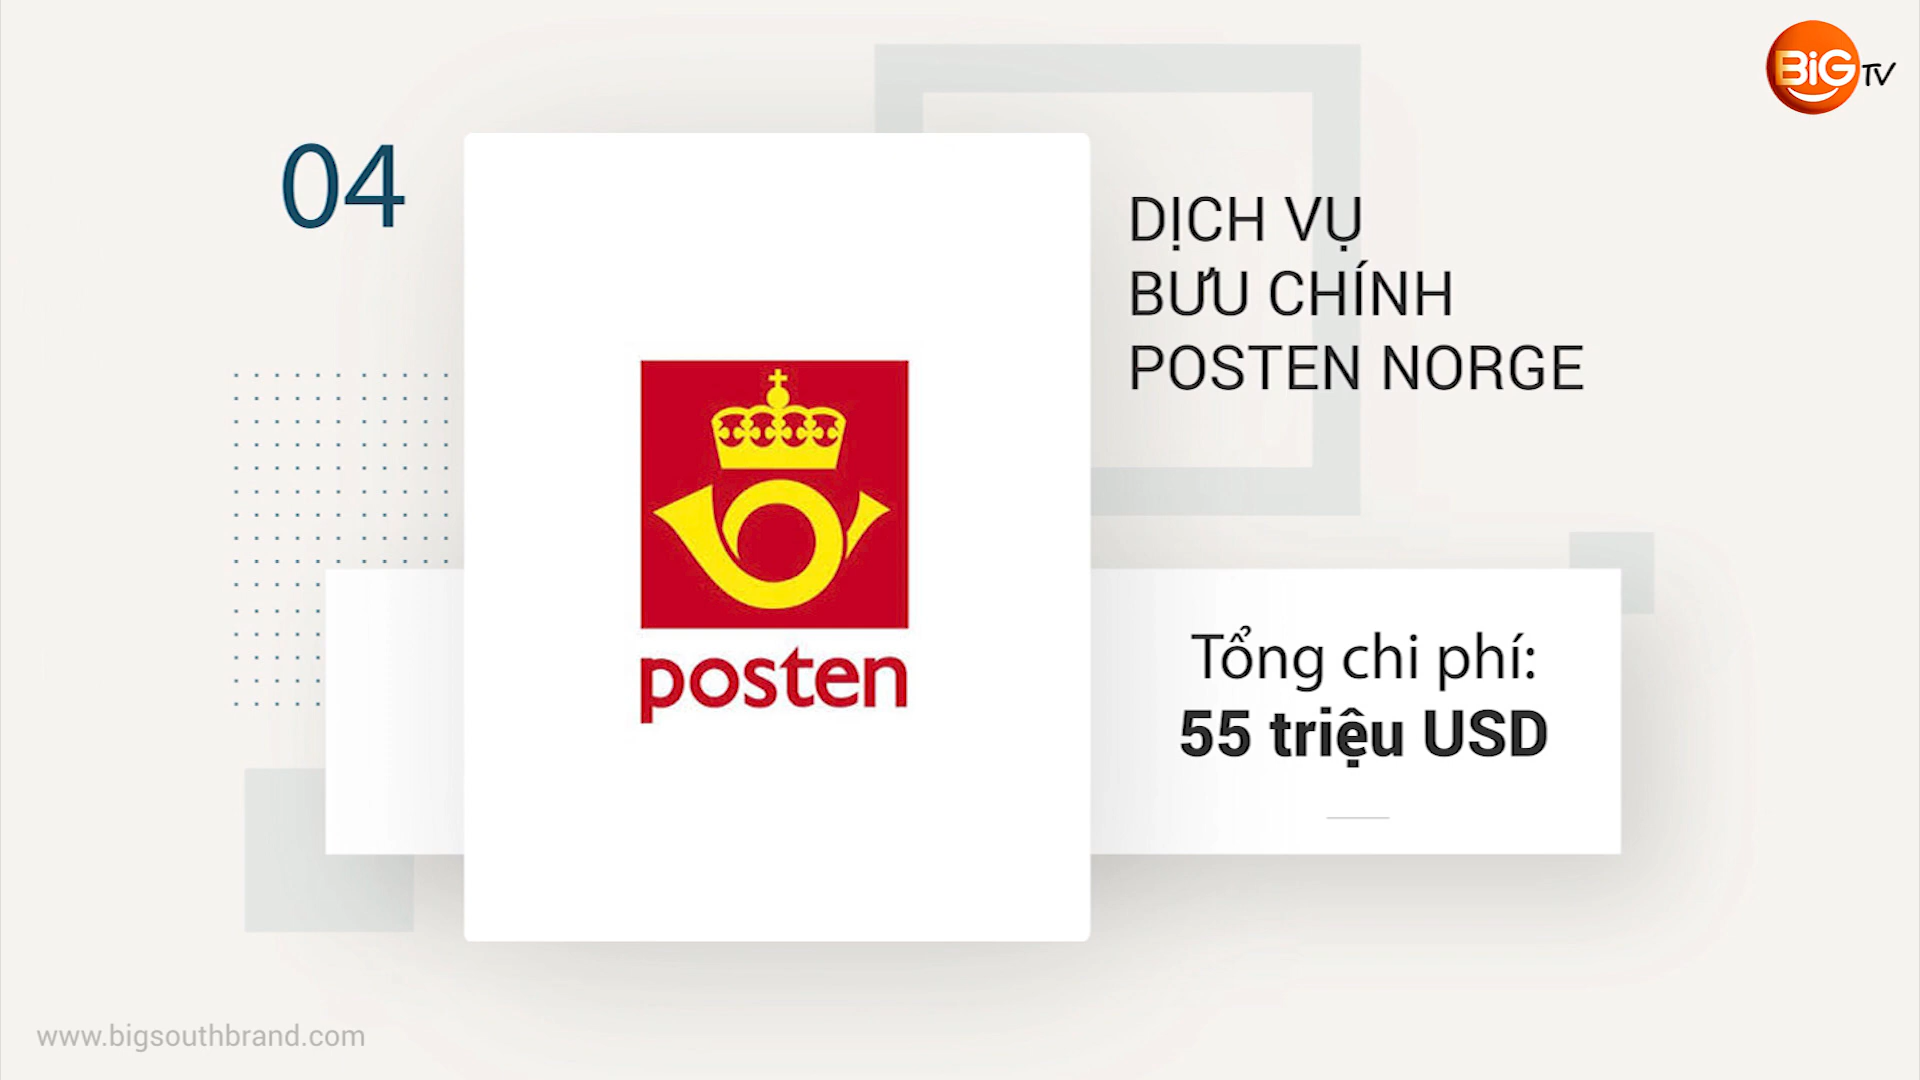 BiG TV
04
DỊCH VỤ
BƯU CHÍNH
POSTEN NORGE
posten
Tổng chi phí:
55 triệu USD
www.bigsouthbrand.com